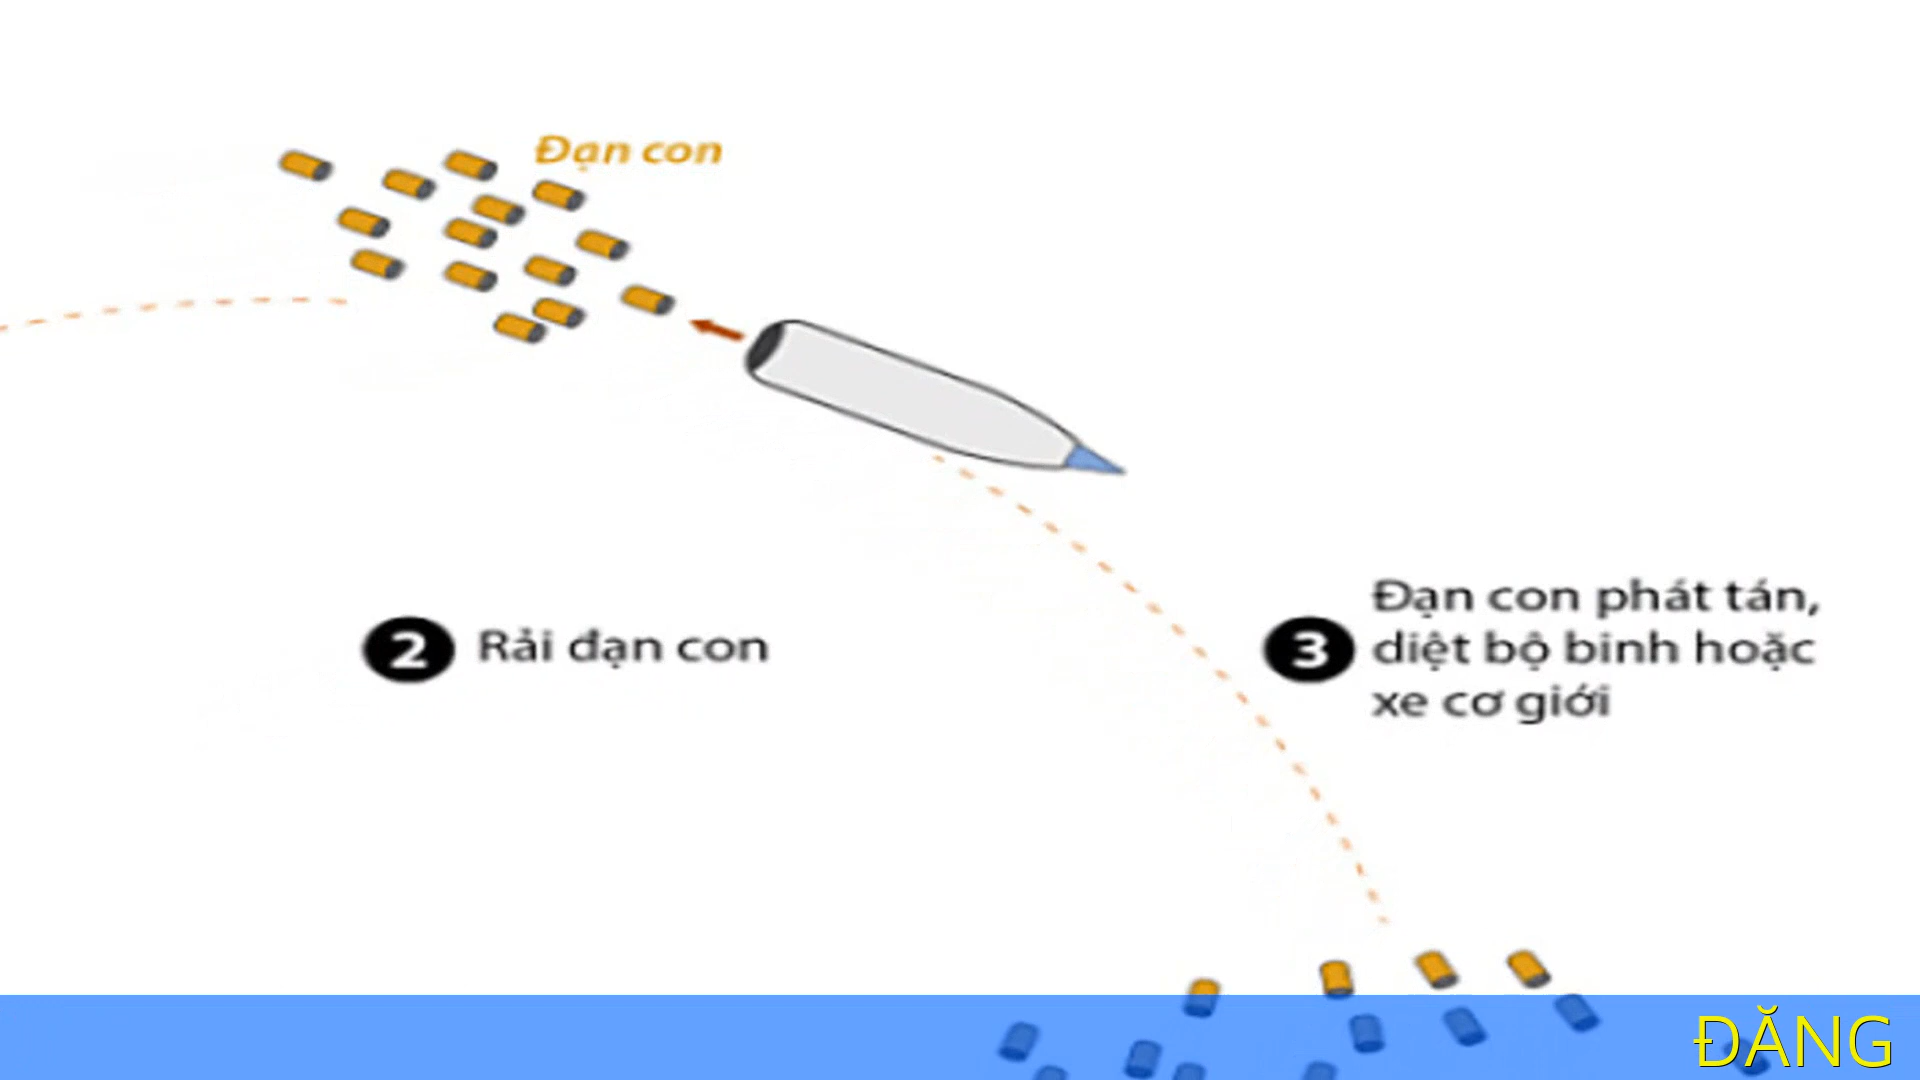 Đạn con
2 Rải đạn con
3 Đạn con phát tán,
diệt bộ binh hoặc
xe cơ giới
ĐĂNG